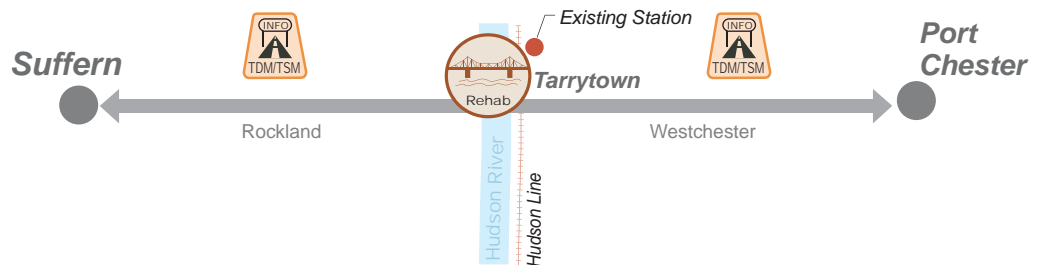 Existing Station
INFO
TDM/TSM
INFO
TDM/TSM
Suffern
Port
Chester
Tarrytown
Rehab
Rockland
Westchester
Hudson River
Hudson Line